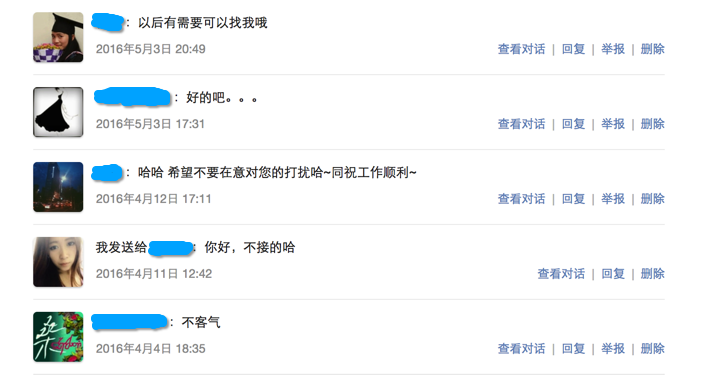 ：以后有需要可以找我哦
2016年5月3日 20:49 查看对话 | 回复 | 举报 | 删除
：好的吧。。。
2016年5月3日 17:31 查看对话 | 回复 | 举报 | 删除
：哈哈 希望不要在意对您的打扰哈~同祝工作顺利~
2016年4月12日 17:11 查看对话 | 回复 | 举报 | 删除
我发送给：你好，不接的哈
2016年4月11日 12:42 查看对话 | 回复 | 删除
：不客气
2016年4月4日 18:35 查看对话 | 回复 | 举报 | 删除
桑